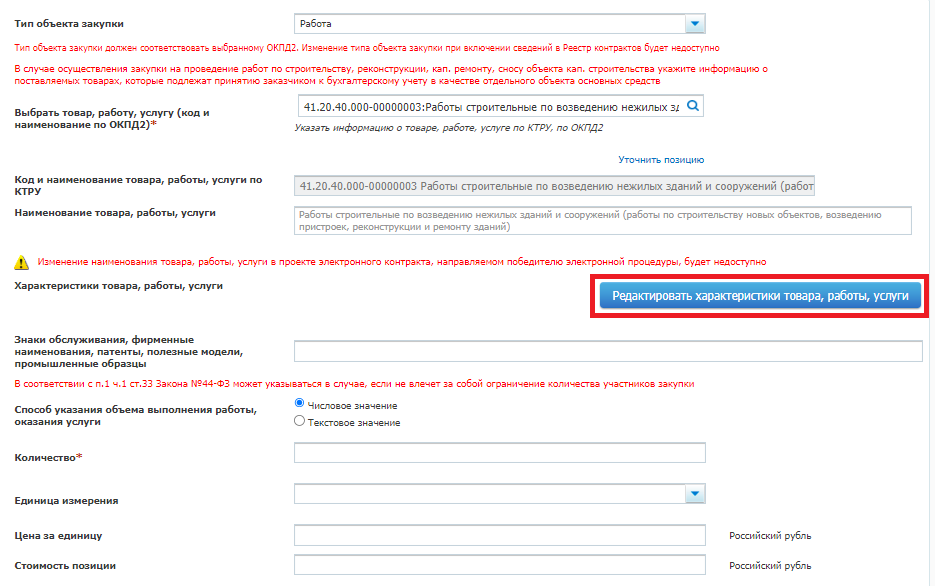 Тип объекта закупки
Работа
Тип объекта закупки должен соответствовать выбранному ОКПД2. Изменение типа объекта закупки при включении сведений в Реестр контрактов будет недоступно
В случае осуществления закупки на проведение работ по строительству, реконструкции, кап. ремонту, сносу объекта кап. строительства укажите информацию о
поставляемых товарах, которые подлежат принятию заказчиком к бухгалтерскому учету в качестве отдельного объекта основных средств
Выбрать товар, работу, услугу (код и
наименование по ОКПД2)*
41.20.40.000-00000003:Работы строительные по возведению нежилых зд
Указать информацию о товаре, работе, услуге по КТРУ, по ОКПД2
Уточнить позицию
Код и наименование товара, работы, услуги по
КТРУ
41.20.40.000-00000003 Работы строительные по возведению нежилых зданий и сооружений (работ
Наименование товара, работы, услуги
Работы строительные по возведению нежилых зданий и сооружений (работы по строительству новых объектов, возведению
пристроек, реконструкции и ремонту зданий)
Изменение наименования товара, работы, услуги в проекте электронного контракта, направляемом победителю электронной процедуры, будет недоступно
Характеристики товара, работы, услуги
Редактировать характеристики товара, работы, услуги
Знаки обслуживания, фирменные
наименования, патенты, полезные модели,
промышленные образцы
В соответствии с п.1 ч.1 ст.33 Закона №44-ФЗ может указываться в случае, если не влечет за собой ограничение количества участников закупки
Способ указания объема выполнения работы,
оказания услуги
Числовое значение
Текстовое значение
Количество*
Единица измерения
Цена за единицу
Российский рубль
Стоимость позиции
Российский рубль